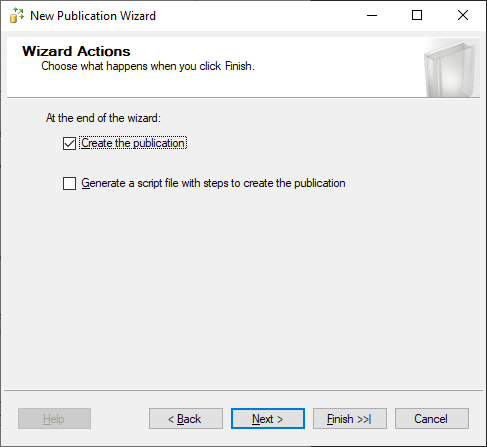 New Publication Wizard
Wizard Actions
Choose what happens when you click Finish.
At the end of the wizard:
Create the publication
Generate a script file with steps to create the publication
Help
< Back
Next >
Finish >>|
Cancel